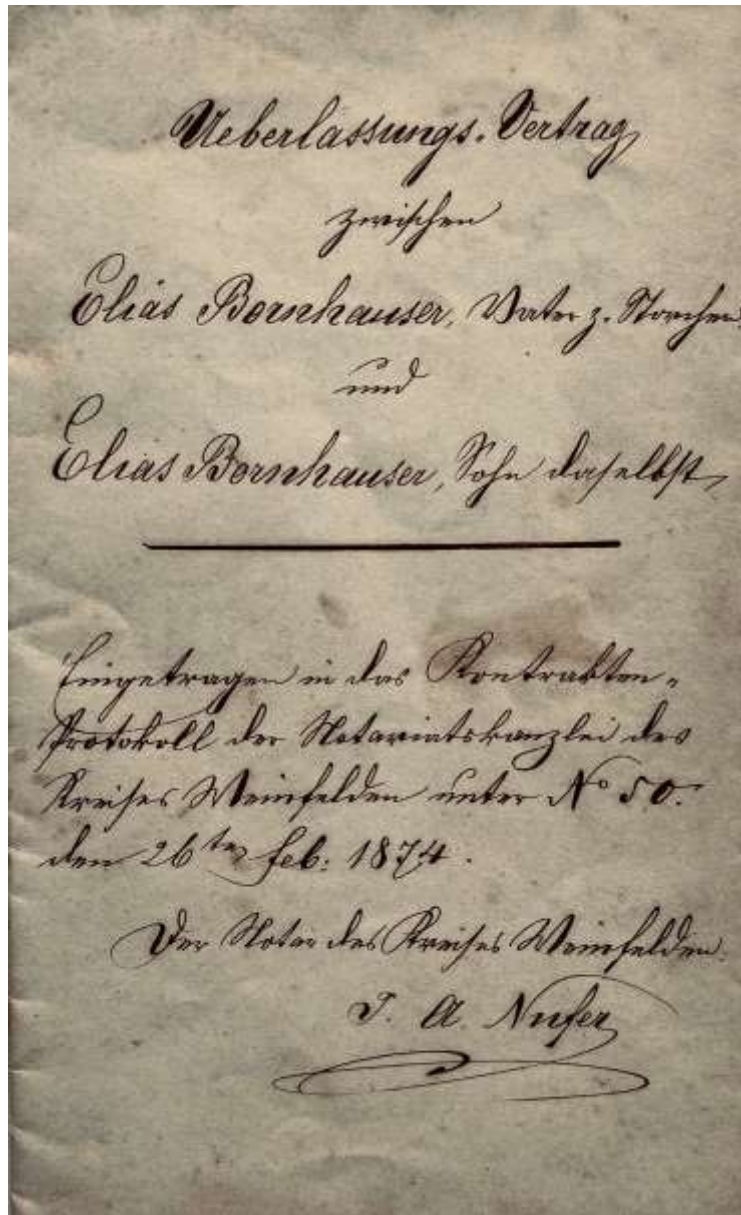 Ueberlassungs-Vertrag
zwischen
Elias Bornhauser, Vater z. Storchen
und
Elias Bornhauser, Sohn daselbst,
Eingetragen in das Kontrakten-
Protokoll der Notariatskanzlei des
Kreises Weinfelden unter No 50.
den 26ten Feb: 1874.
Der Notar des Kreises Weinfelden:
J. A. Nufer